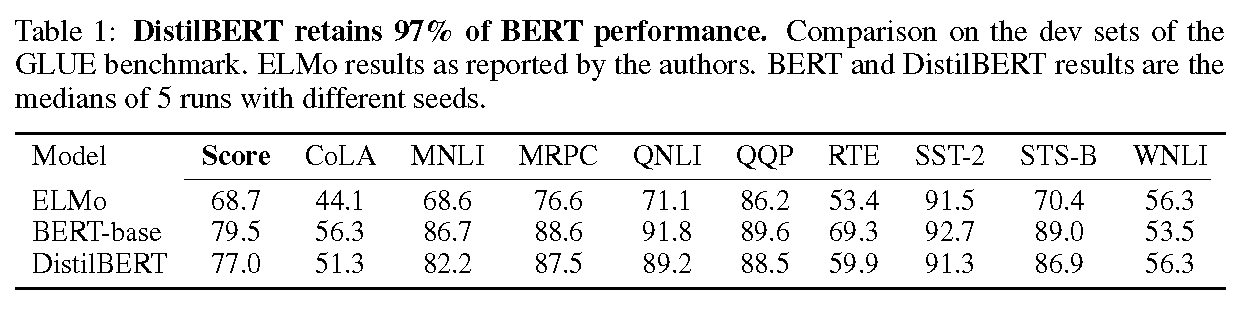 Table 1: DistilBERT retains 97% of BERT performance. Comparison on the dev sets of the
GLUE benchmark. ELMo results as reported by the authors. BERT and DistilBERT results are the
medians of 5 runs with different seeds.
Model Score CoLA MNLI MRPC QNLI QQP RTE SST-2 STS-B WNLI
ELMo 68.7 44.1 68.6 76.6 71.1 86.2 53.4 91.5 70.4 56.3
BERT-base 79.5 56.3 86.7 88.6 91.8 89.6 69.3 92.7 89.0 53.5
DistilBERT 77.0 51.3 82.2 87.5 89.2 88.5 59.9 91.3 86.9 56.3